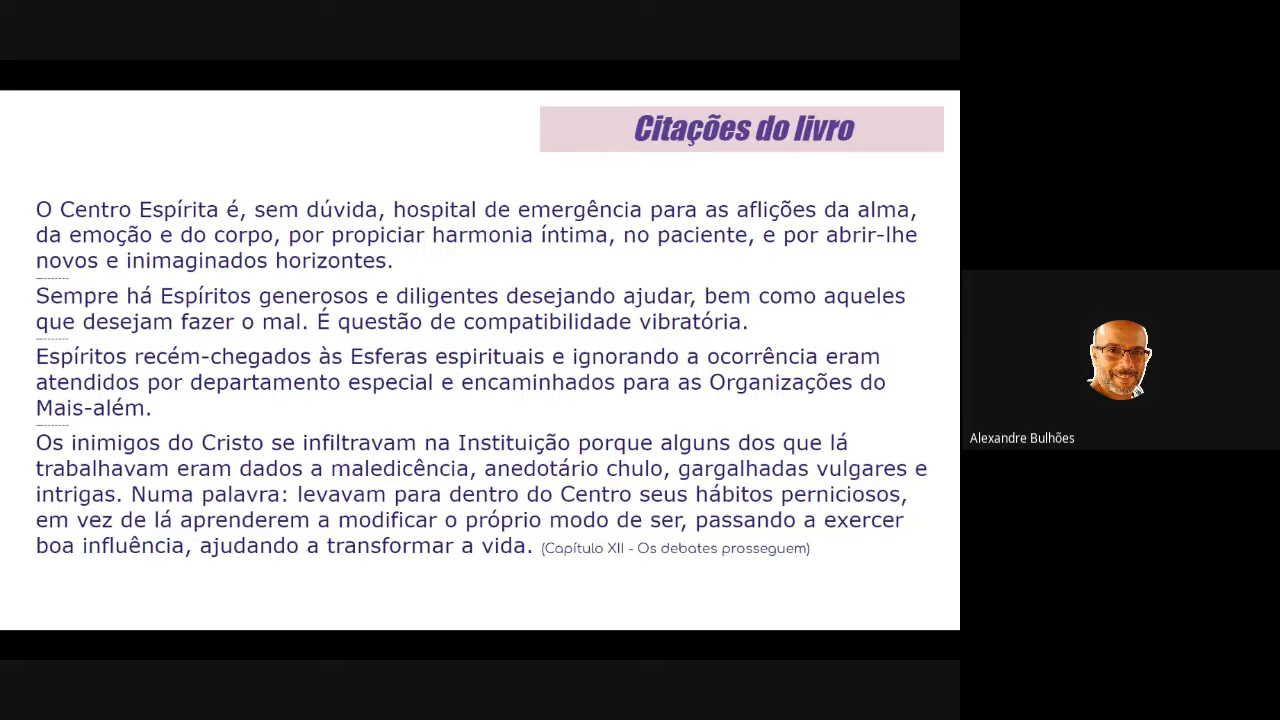 Citações do livro
O Centro Espírita é, sem dúvida, hospital de emergência para as aflições da alma,
da emoção e do corpo, por propiciar harmonia íntima, no paciente, e por abrir-lhe
novos e inimaginados horizontes.
----------
Sempre há Espíritos generosos e diligentes desejando ajudar, bem como aqueles
que desejam fazer o mal. É questão de compatibilidade vibratória.
----------
Espíritos recém-chegados às Esferas espirituais e ignorando a ocorrência eram
atendidos por departamento especial e encaminhados para as Organizações do
Mais-além.
----------
Os inimigos do Cristo se infiltravam na Instituição porque alguns dos que lá
trabalhavam eram dados a maledicência, anedotário chulo, gargalhadas vulgares e
intrigas. Numa palavra: levavam para dentro do Centro seus hábitos perniciosos,
em vez de lá aprenderem a modificar o próprio modo de ser, passando a exercer
boa influência, ajudando a transformar a vida. (Capítulo XII - Os debates prosseguem)
Alexandre Bulhões